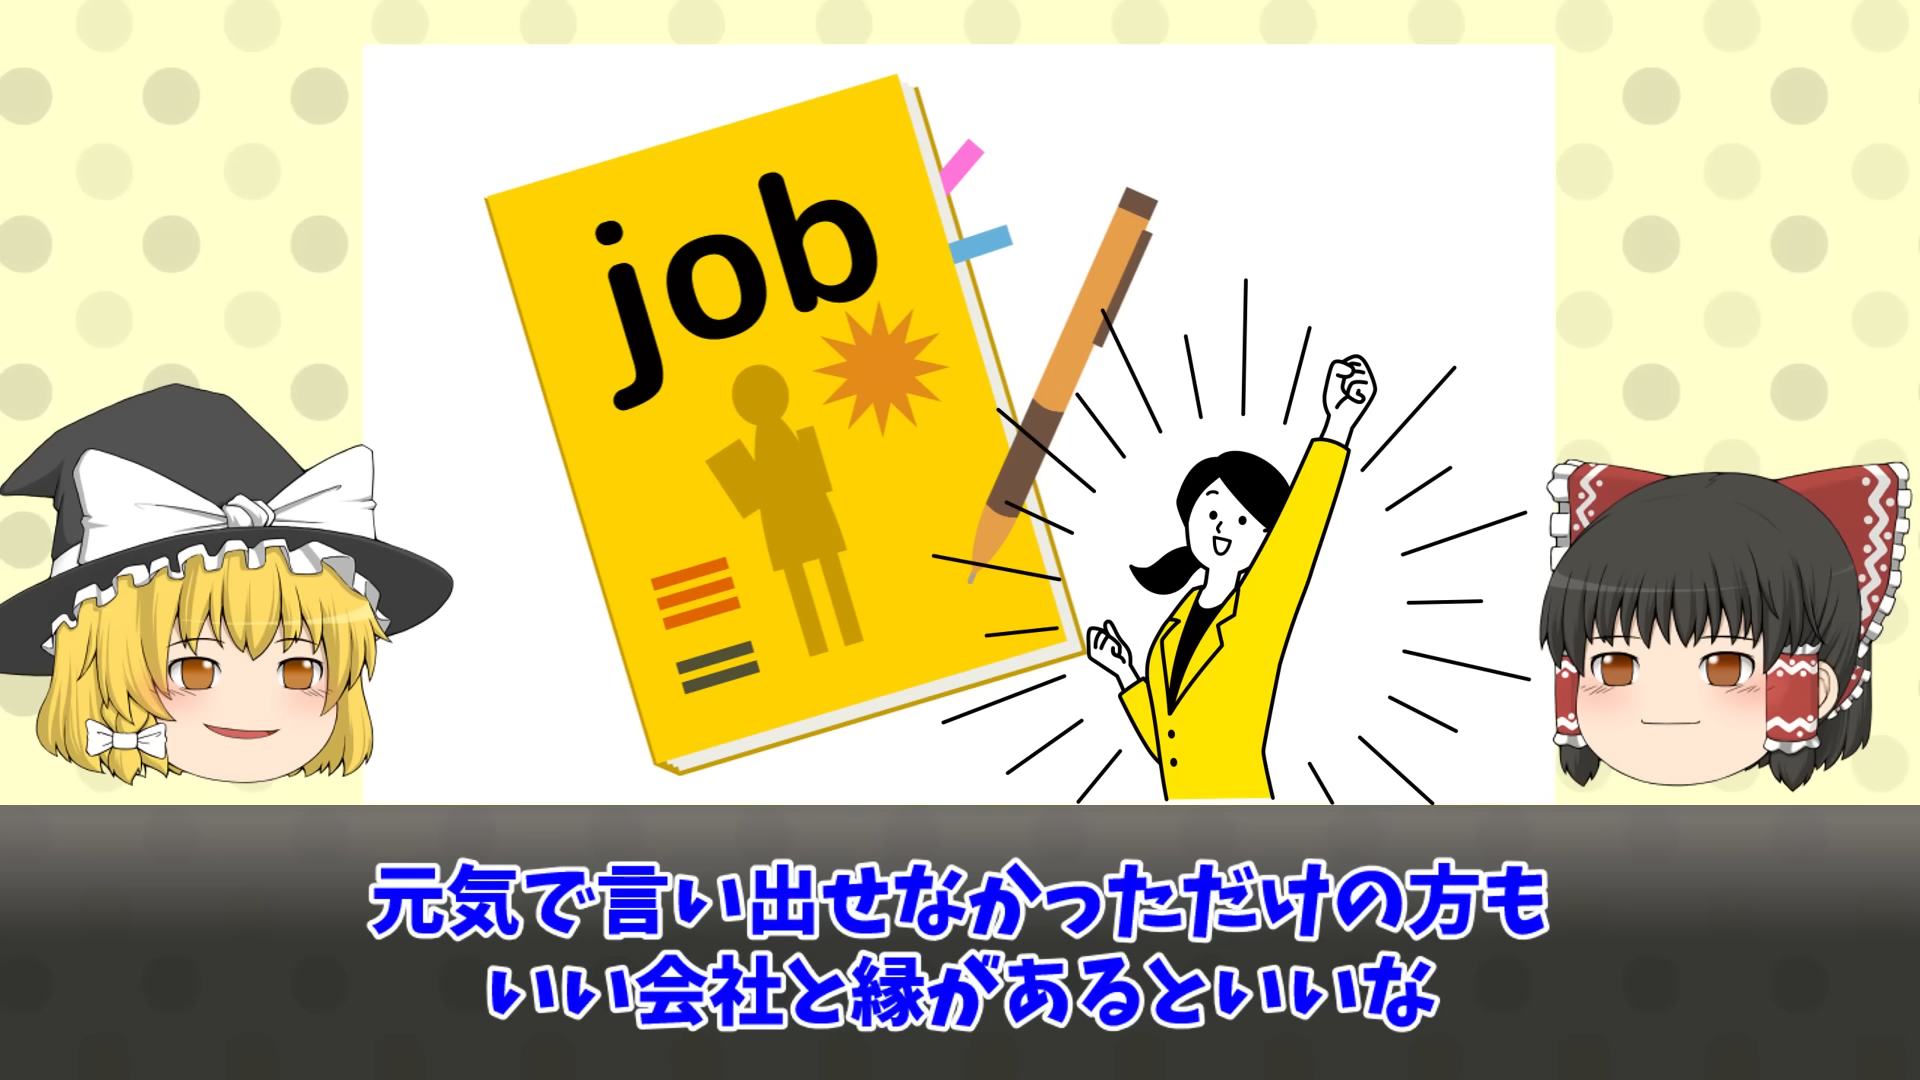 job
元気で言い出せなかっただけの方も
いい会社と縁があるといいな